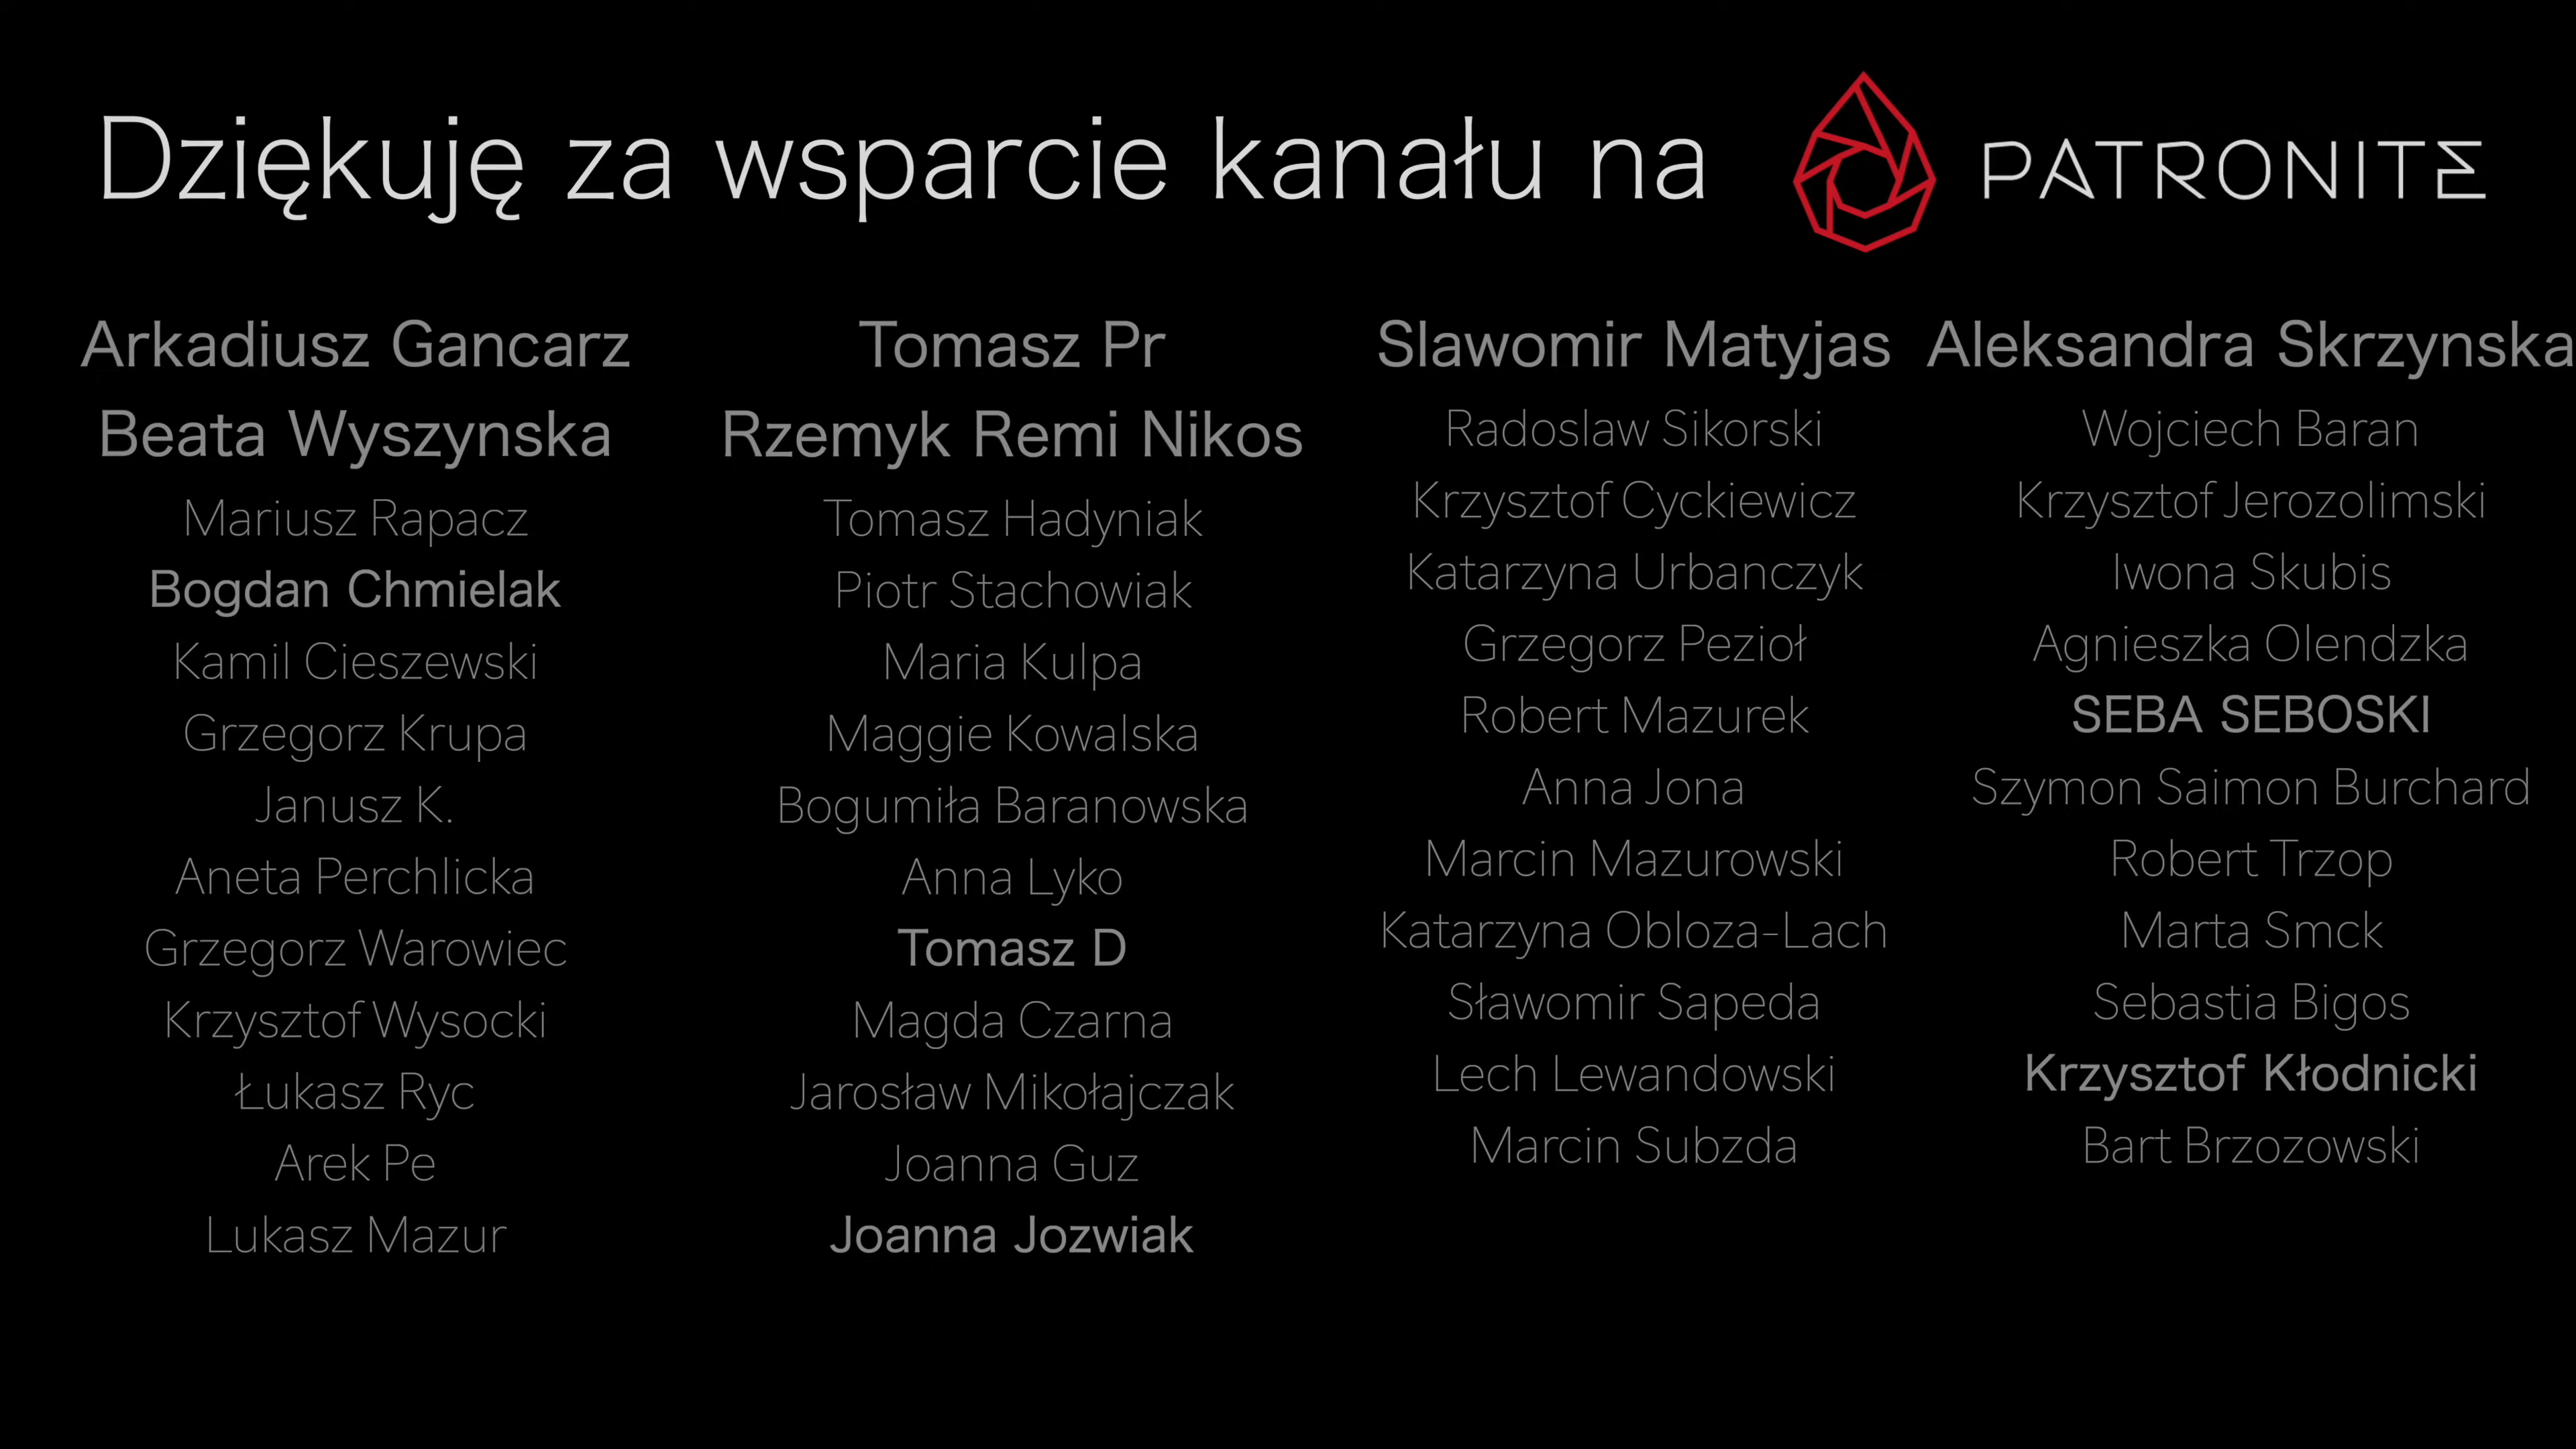 Dziękuję za wsparcie kanału na PATRONITE
Arkadiusz Gancarz
Beata Wyszynska
Mariusz Rapacz
Bogdan Chmielak
Kamil Cieszewski
Grzegorz Krupa
Janusz K.
Aneta Perchlicka
Grzegorz Warowiec
Krzysztof Wysocki
Łukasz Ryc
Arek Pe
Lukasz Mazur
Tomasz Pr
Rzemyk Remi Nikos
Tomasz Hadyniak
Piotr Stachowiak
Maria Kulpa
Maggie Kowalska
Bogumiła Baranowska
Anna Lyko
Tomasz D
Magda Czarna
Jarosław Mikołajczak
Joanna Guz
Joanna Jozwiak
Slawomir Matyjas
Radoslaw Sikorski
Krzysztof Cyckiewicz
Katarzyna Urbanczyk
Grzegorz Pezioł
Robert Mazurek
Anna Jona
Marcin Mazurowski
Katarzyna Obloza-Lach
Sławomir Sapeda
Lech Lewandowski
Marcin Subzda
Aleksandra Skrzynska
Wojciech Baran
Krzysztof Jerozolimski
Iwona Skubis
Agnieszka Olendzka
SEBA SEBOSKI
Szymon Saimon Burchard
Robert Trzop
Marta Smck
Sebastia Bigos
Krzysztof Kłodnicki
Bart Brzozowski